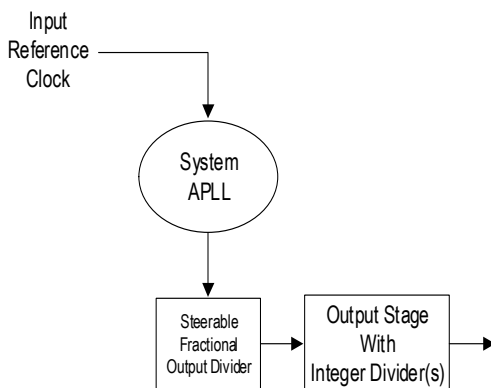 Input
Reference
Clock
System
APLL
Steerable
Fractional
Output Divider
Output Stage
With
Integer Divider(s)